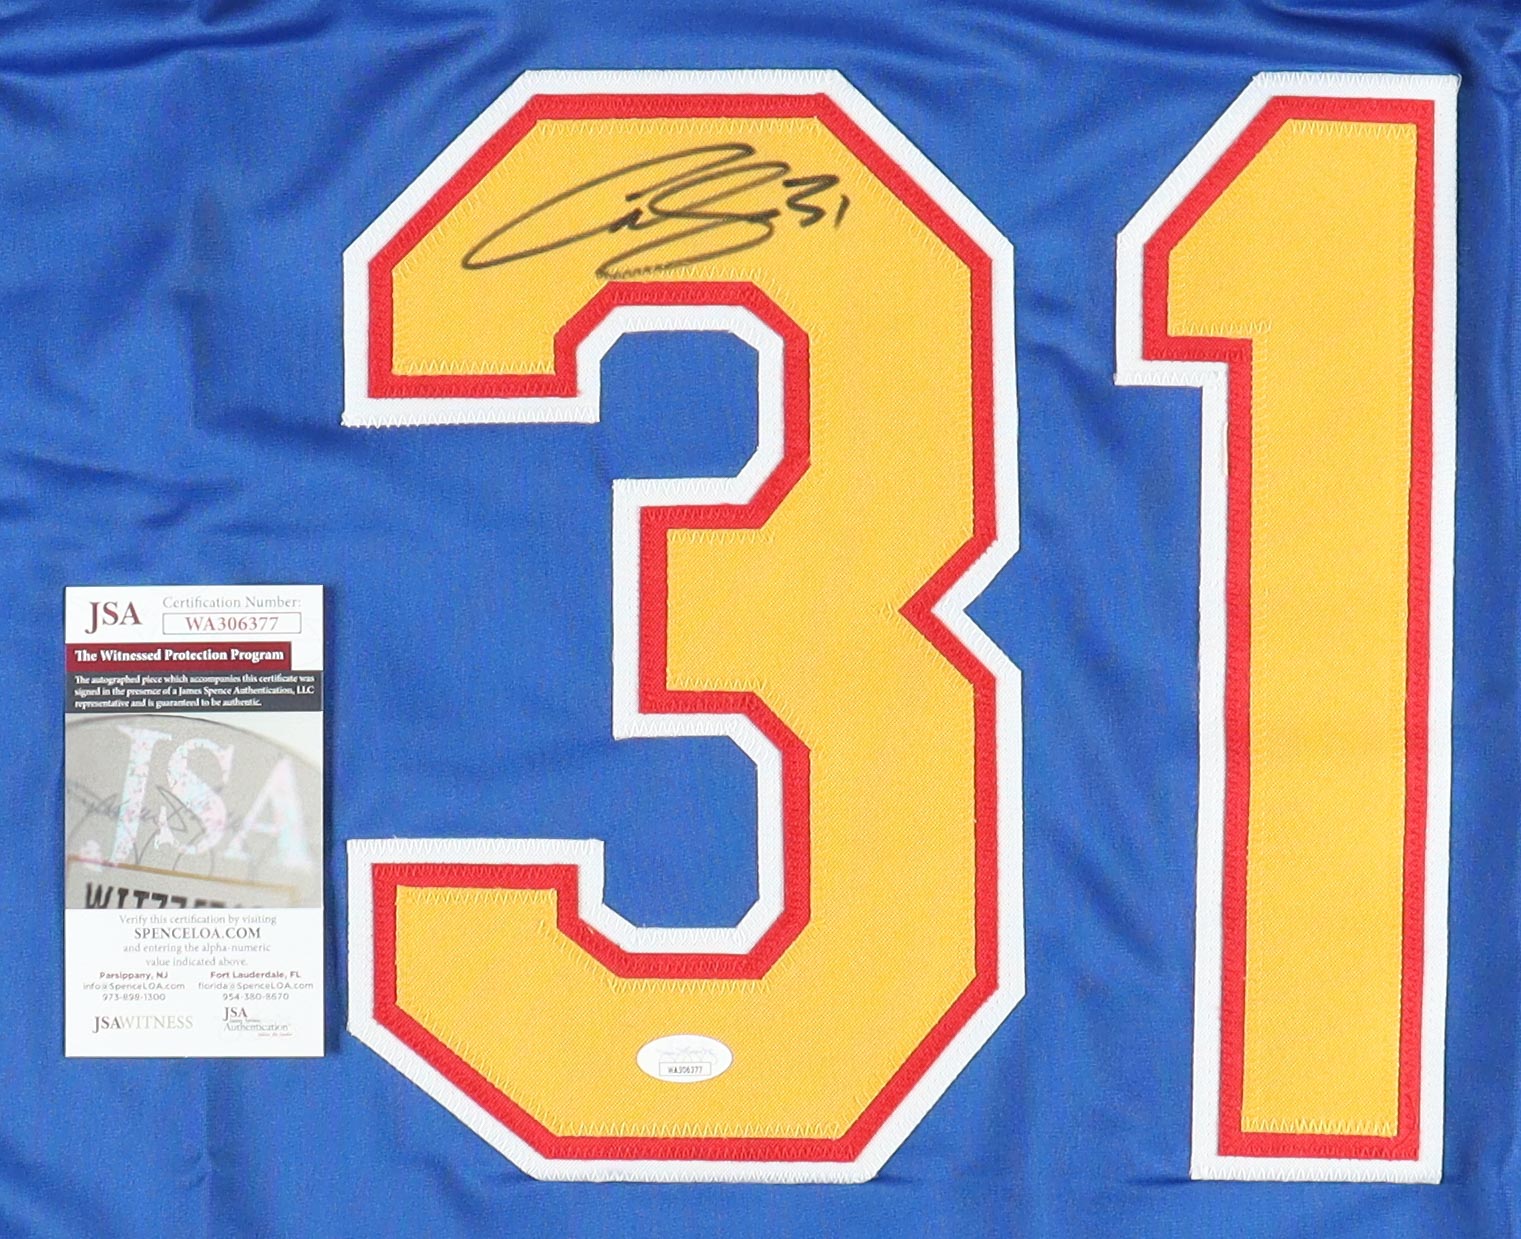 31
31
JSA
Certification Number:
WA306377
The Witnessed Protection Program
The autographed piece which accompanies this certificate was
signed in the presence of a James Spence Authentication, LLC
representative and is guaranteed to be authentic.
JSA
Verify this certification by visiting
SPENCELOA.COM
and entering the alpha-numeric
value indicated above.
Parsippany, NJ
info@SpenceLOA.com
973-898-1300
Fort Lauderdale, FL
florida@SpenceLOA.com
954-380-8670
JSAWITNESS
JSA
Authentication
WA306377